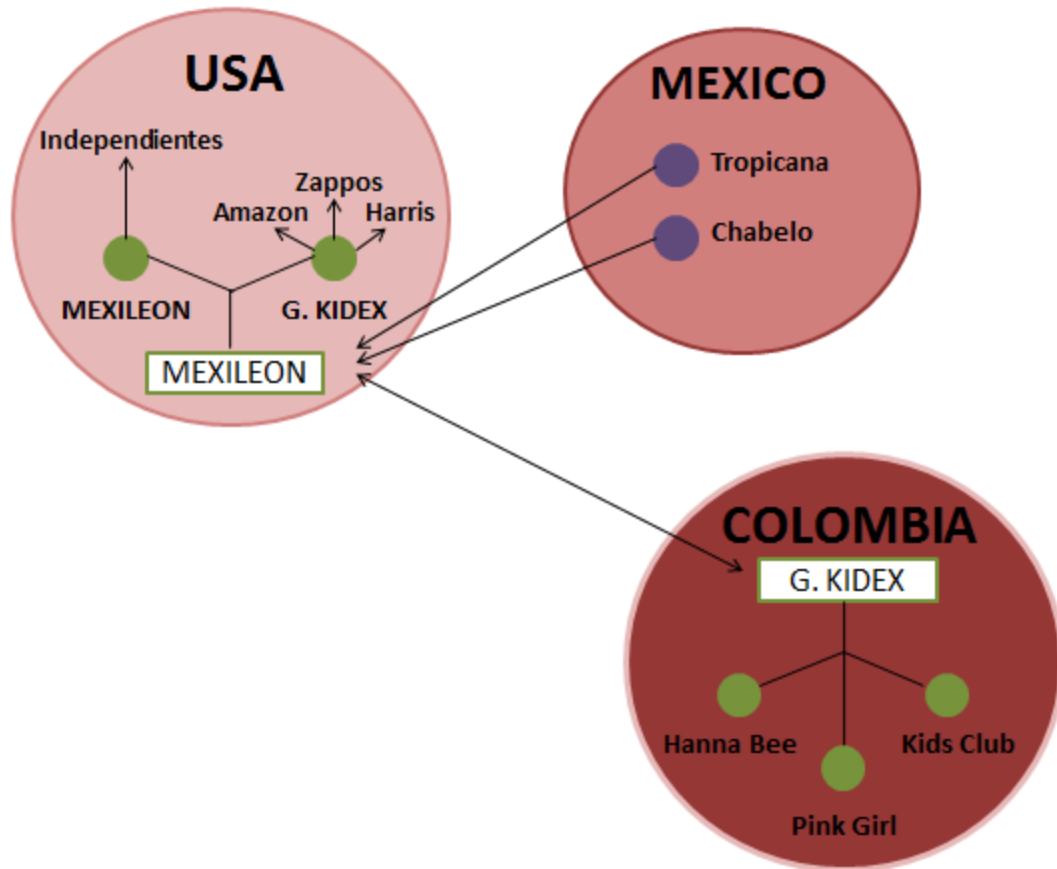 USA
Independientes
Zappos
Amazon
Harris
MEXILEON
G. KIDEX
MEXILEON
MEXICO
Tropicana
Chabelo
COLOMBIA
G. KIDEX
Hanna Bee
Kids Club
Pink Girl